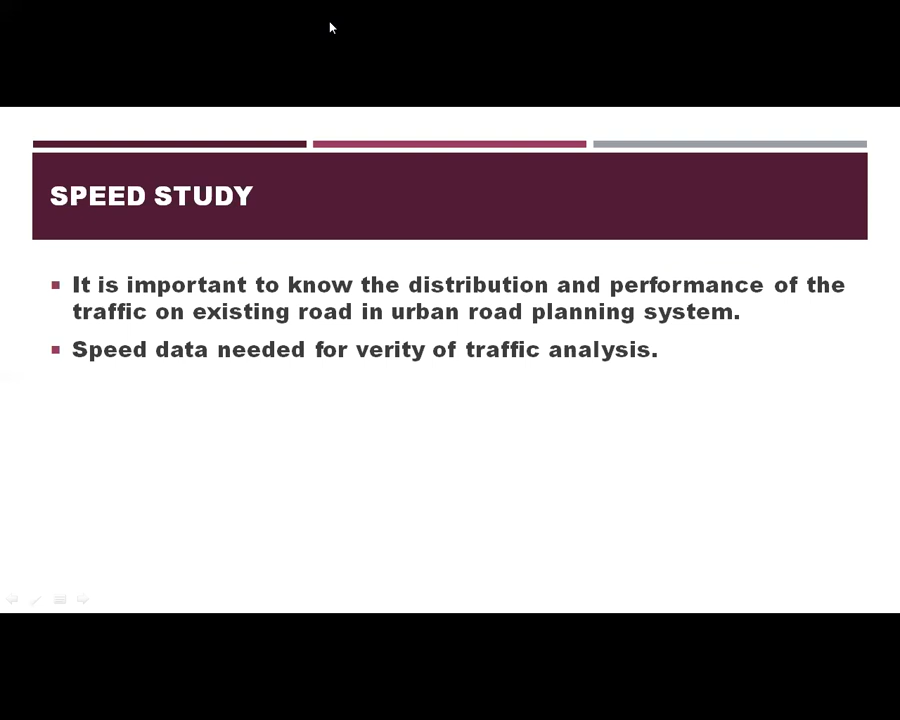 SPEED STUDY
It is important to know the distribution and performance of the
traffic on existing road in urban road planning system.
Speed data needed for verity of traffic analysis.